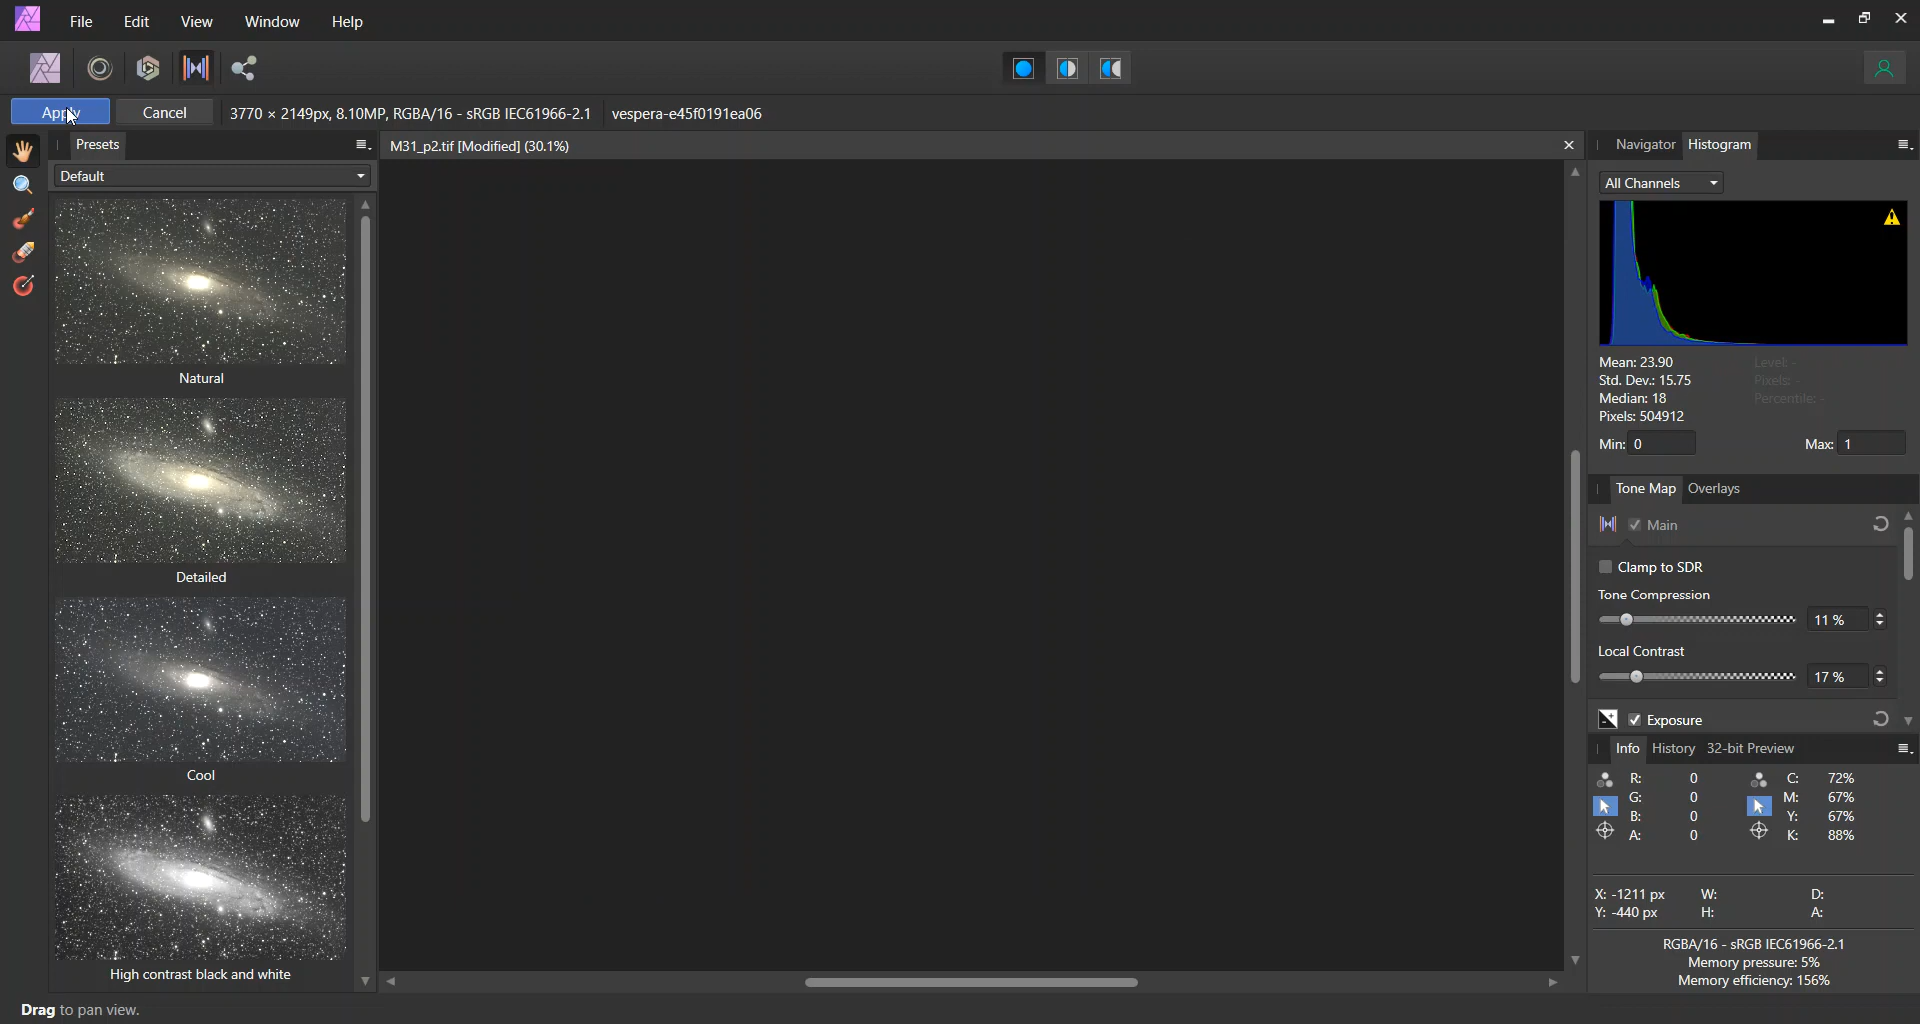 File Edit View Window Help
Apply Cancel 3770 × 2149px, 8.10MP, RGBA/16 - sRGB IEC61966-2.1 vespera-e45f0191ea06
Presets
Default
Natural
Detailed
Cool
High contrast black and white
M31_p2.tif [Modified] (30.1%)
Navigator Histogram
All Channels
Mean: 23.90 Level: -
Std. Dev.: 15.75 Pixels: -
Median: 18 Percentile: -
Pixels: 504912
Min: 0 Max: 1
Tone Map Overlays
Main
Clamp to SDR
Tone Compression
11 %
Local Contrast
17 %
Exposure
Info History 32-bit Preview
R: 0 C: 72%
G: 0 M: 67%
B: 0 Y: 67%
A: 0 K: 88%
X: -1211 px W: D:
Y: -440 px H: A:
RGBA/16 - sRGB IEC61966-2.1
Memory pressure: 5%
Memory efficiency: 156%
Drag to pan view.